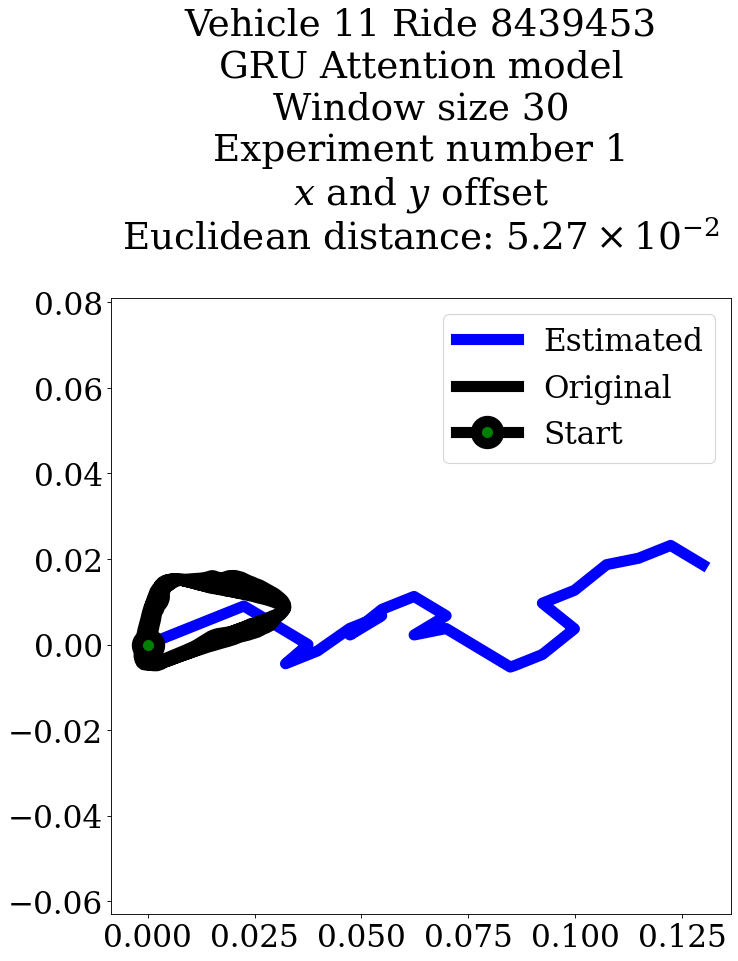 Vehicle 11 Ride 8439453
GRU Attention model
Window size 30
Experiment number 1
x and y offset
Euclidean distance: 5.27 × 10⁻²
0.08
0.06
0.04
0.02
0.00
−0.02
−0.04
−0.06
Estimated
Original
Start
0.000 0.025 0.050 0.075 0.100 0.125